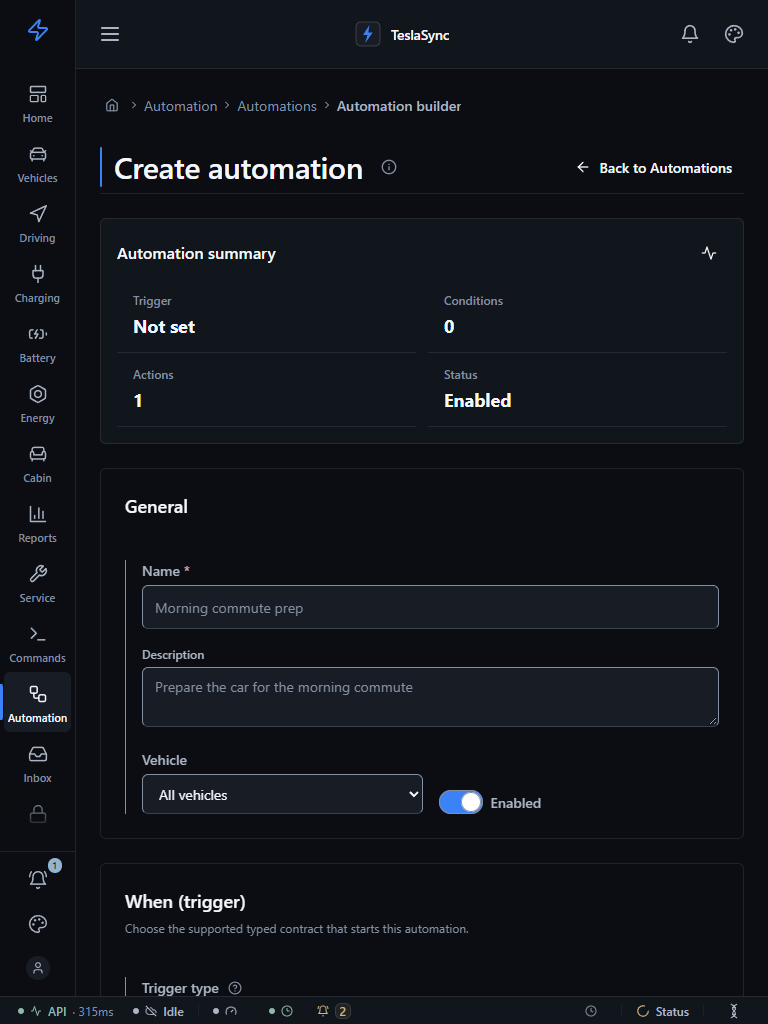 TeslaSync
Home
Vehicles
Driving
Charging
Battery
Energy
Cabin
Reports
Service
Commands
Automation
Inbox
1
Automation > Automations > Automation builder
Create automation
Back to Automations
Automation summary
Trigger
Not set
Conditions
0
Actions
1
Status
Enabled
General
Name *
Morning commute prep
Description
Prepare the car for the morning commute
Vehicle
All vehicles
Enabled
When (trigger)
Choose the supported typed contract that starts this automation.
Trigger type
API · 315ms
Idle
2
Status